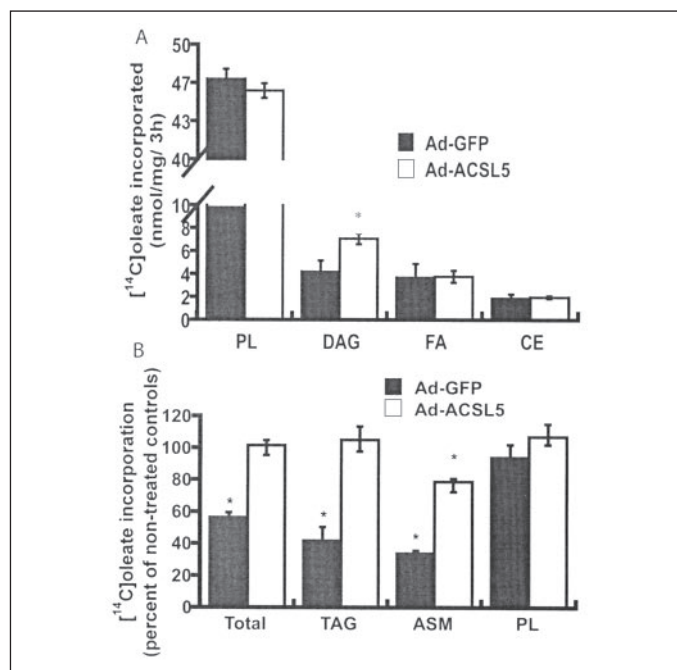 A
[¹⁴C]oleate incorporated
(nmol/mg/ 3h)
50
47
43
40
10
8
6
4
2
0
Ad-GFP
Ad-ACSL5
*
PL DAG FA CE
B
[¹⁴C]oleate incorporation
(percent of non-treated controls)
120
100
80
60
40
20
0
Ad-GFP
Ad-ACSL5
* * * *
Total TAG ASM PL